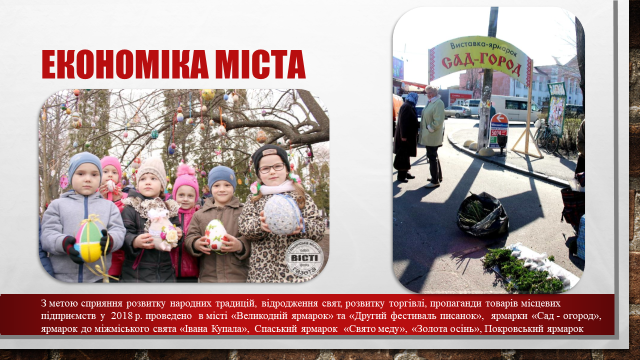 ЕКОНОМІКА МІСТА
Виставка-ярмарок
САД-ГОРОД
ВІСТІ
З метою сприяння розвитку народних традицій, відродження свят, розвитку торгівлі, пропаганди товарів місцевих
підприємств у 2018 р. проведено в місті «Великодній ярмарок» та «Другий фестиваль писанок», ярмарки «Сад - огород»,
ярмарок до міжміського свята «Івана Купала», Спаський ярмарок «Свято меду», «Золота осінь», Покровський ярмарок